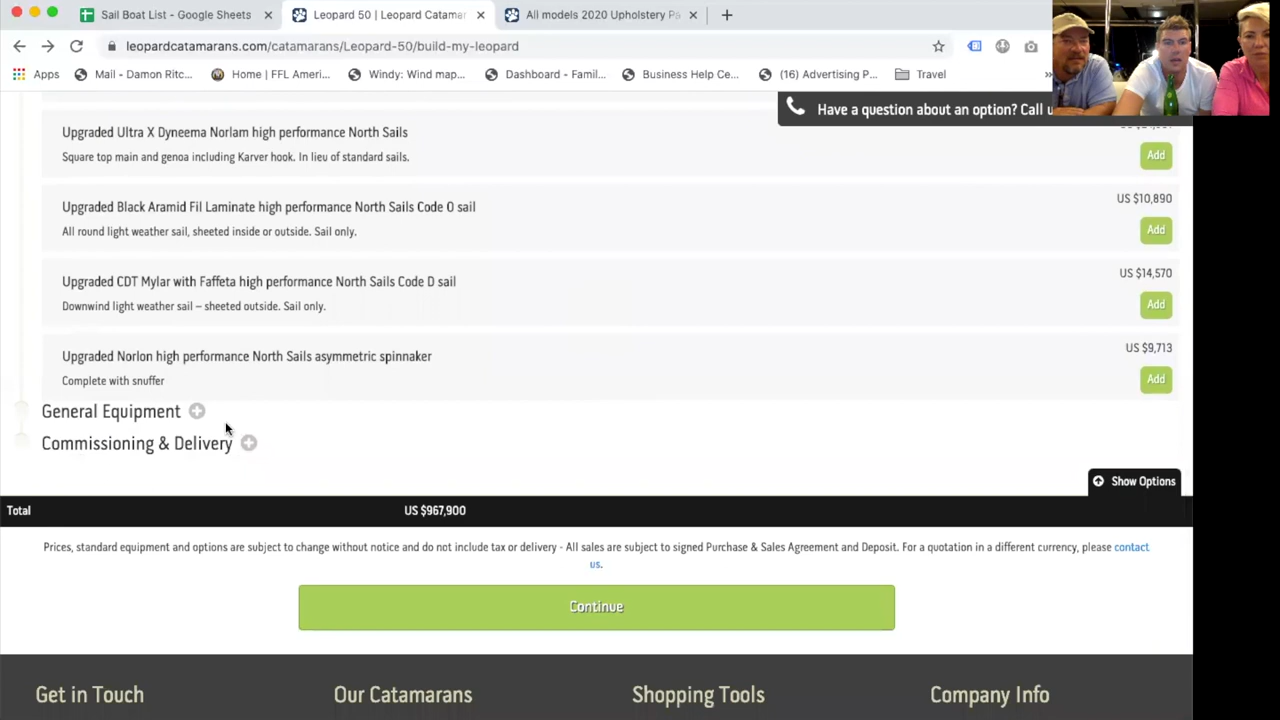 Sail Boat List - Google Sheets
Leopard 50 | Leopard Catamar
All models 2020 Upholstery Pa
leopardcatamarans.com/catamarans/Leopard-50/build-my-leopard
Apps
Mail - Damon Ritc...
Home | FFL Ameri...
Windy: Wind map...
Dashboard - Famil...
Business Help Ce...
(16) Advertising P...
Travel
»
Have a question about an option? Call u
Upgraded Ultra X Dyneema Norlam high performance North Sails
Square top main and genoa including Karver hook. In lieu of standard sails.
Add
Upgraded Black Aramid Fil Laminate high performance North Sails Code 0 sail
US $10,890
All round light weather sail, sheeted inside or outside. Sail only.
Add
Upgraded CDT Mylar with Faffeta high performance North Sails Code D sail
US $14,570
Downwind light weather sail – sheeted outside. Sail only.
Add
Upgraded Norlon high performance North Sails asymmetric spinnaker
US $9,713
Complete with snuffer
Add
General Equipment
Commissioning & Delivery
Show Options
Total US $967,900
Prices, standard equipment and options are subject to change without notice and do not include tax or delivery - All sales are subject to signed Purchase & Sales Agreement and Deposit. For a quotation in a different currency, please contact
us.
Continue
Get in Touch
Our Catamarans
Shopping Tools
Company Info